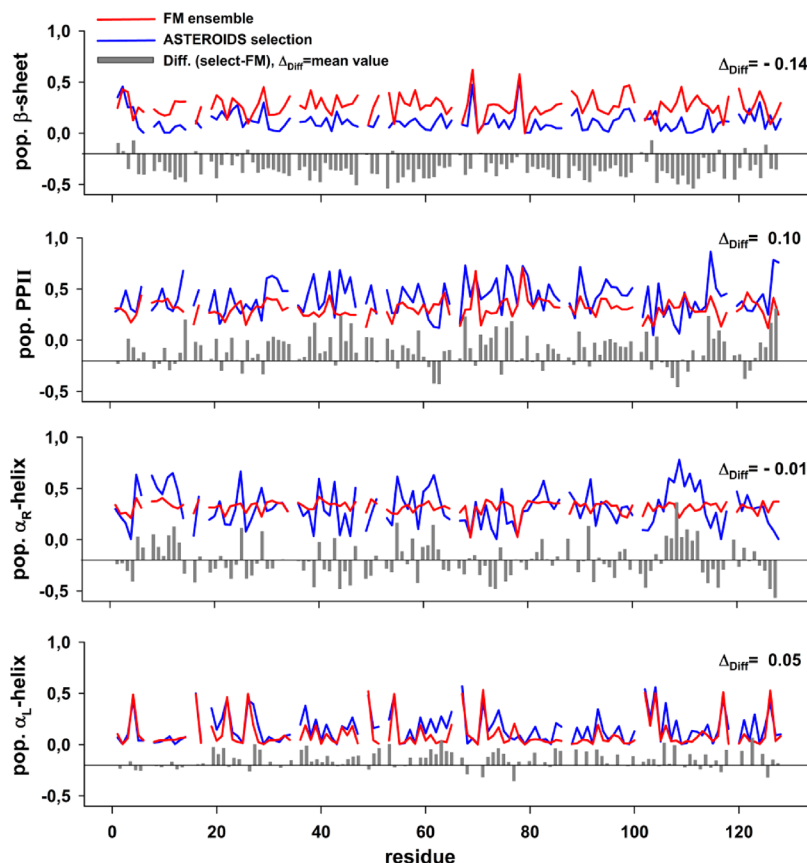 FM ensemble
ASTEROIDS selection
Diff. (select-FM), ΔDiff=mean value
ΔDiff= - 0.14
1,0
0,5
0,0
-0,5
pop. β-sheet
ΔDiff= 0.10
1,0
0,5
0,0
-0,5
pop. PPII
ΔDiff= - 0.01
1,0
0,5
0,0
-0,5
pop. αR-helix
ΔDiff= 0.05
1,0
0,5
0,0
-0,5
pop. αL-helix
0 20 40 60 80 100 120
residue